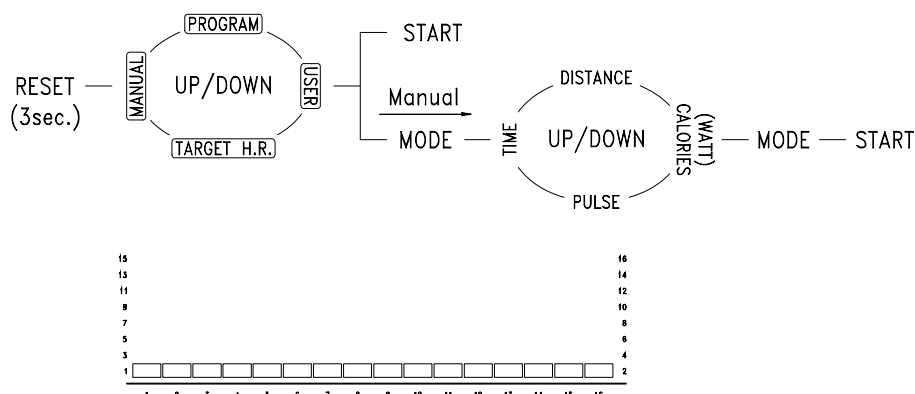 PROGRAM
START
RESET
(3sec.)
MANUAL
UP/DOWN
USER
Manual
DISTANCE
TARGET H.R.
MODE
TIME
UP/DOWN
CALORIES
(WATT)
MODE
START
PULSE
15 16
13 14
11 12
9 10
7 8
5 6
3 4
1 2